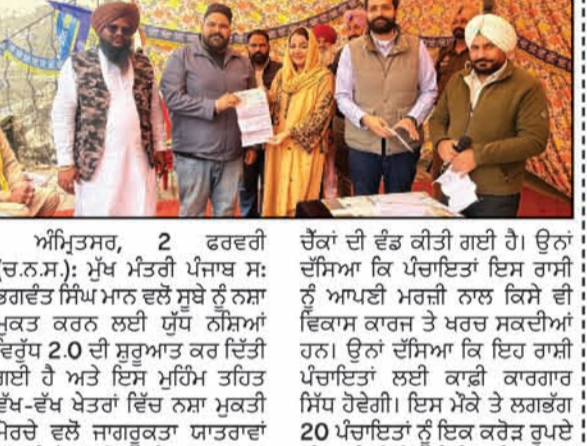 ਅੰਮ੍ਰਿਤਸਰ, 2 ਫਰਵਰੀ
(ਚ.ਨ.ਸ.): ਮੁੱਖ ਮੰਤਰੀ ਪੰਜਾਬ ਸ:
ਭਗਵੰਤ ਸਿੰਘ ਮਾਨ ਵਲੋਂ ਸੂਬੇ ਨੂੰ ਨਸ਼ਾ
ਮੁਕਤ ਕਰਨ ਲਈ ਯੁੱਧ ਨਸ਼ਿਆਂ
ਵਿਰੁੱਧ 2.0 ਦੀ ਸ਼ੁਰੂਆਤ ਕਰ ਦਿੱਤੀ
ਗਈ ਹੈ ਅਤੇ ਇਸ ਮੁਹਿੰਮ ਤਹਿਤ
ਵੱਖ-ਵੱਖ ਖੇਤਰਾਂ ਵਿੱਚ ਨਸ਼ਾ ਮੁਕਤੀ
ਮੋਰਚੇ ਵਲੋਂ ਜਾਗਰੂਕਤਾ ਯਾਤਰਾਵਾਂ
ਚੈੱਕਾਂ ਦੀ ਵੰਡ ਕੀਤੀ ਗਈ ਹੈ। ਉਨਾਂ
ਦੱਸਿਆ ਕਿ ਪੰਚਾਇਤਾਂ ਇਸ ਰਾਸੀ
ਨੂੰ ਆਪਣੀ ਮਰਜ਼ੀ ਨਾਲ ਕਿਸੇ ਵੀ
ਵਿਕਾਸ ਕਾਰਜ ਤੇ ਖਰਚ ਸਕਦੀਆਂ
ਹਨ। ਉਨਾਂ ਦੱਸਿਆ ਕਿ ਇਹ ਰਾਸ਼ੀ
ਪੰਚਾਇਤਾਂ ਲਈ ਕਾਫ਼ੀ ਕਾਰਗਾਰ
ਸਿੱਧ ਹੋਵੇਗੀ। ਇਸ ਮੌਕੇ ਤੇ ਲਗਭੱਗ
20 ਪੰਚਾਇਤਾਂ ਨੂੰ ਇਕ ਕਰੋੜ ਰੁਪਏ